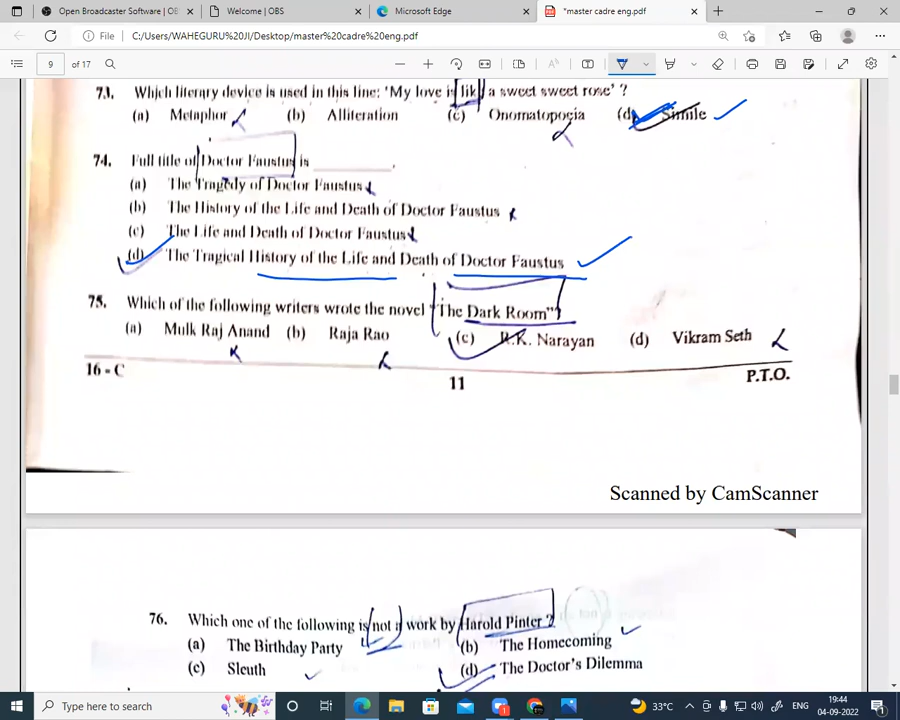 Open Broadcaster Software | OBS
Welcome | OBS
Microsoft Edge
*master cadre eng.pdf
File
C:/Users/WAHEGURU%20JI/Desktop/master%20cadre%20eng.pdf
9 of 17
73. Which literary device is used in this line: 'My love is lik a sweet sweet rose' ?
(a) Metaphor (b) Alliteration (c) Onomatopoeia (d) Simile
74. Full title of Doctor Faustus is
(a) The Tragedy of Doctor Faustus
(b) The History of the Life and Death of Doctor Faustus
(c) The Life and Death of Doctor Faustus
(d) The Tragical History of the Life and Death of Doctor Faustus
75. Which of the following writers wrote the novel "The Dark Room"?
(a) Mulk Raj Anand (b) Raja Rao (c) R.K. Narayan (d) Vikram Seth
16 - C
11
P.T.O.
Scanned by CamScanner
76. Which one of the following is not a work by Harold Pinter ?
(a) The Birthday Party (b) The Homecoming
(c) Sleuth (d) The Doctor's Dilemma
Type here to search
33°C
ENG
19:44
04-09-2022